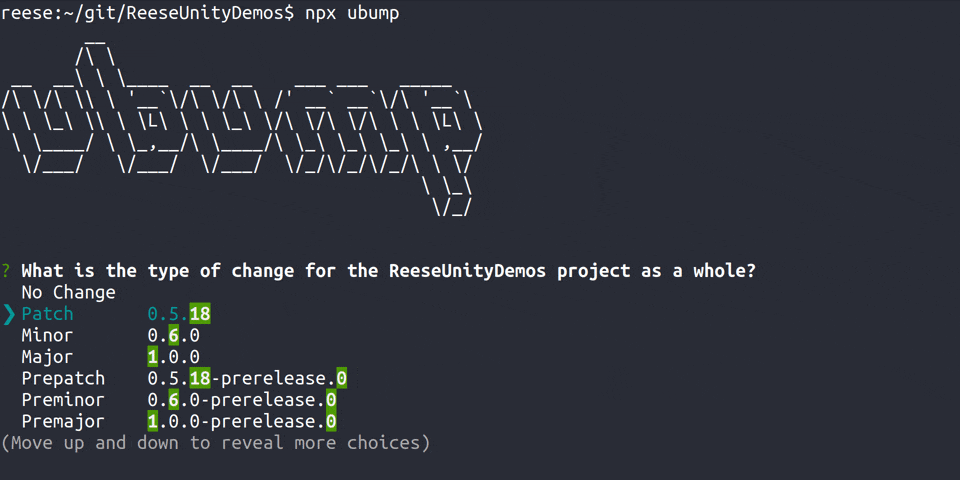 reese:~/git/ReeseUnityDemos$ npx ubump
ubump
? What is the type of change for the ReeseUnityDemos project as a whole?
No Change
❯ Patch 0.5.18
Minor 0.6.0
Major 1.0.0
Prepatch 0.5.18-prerelease.0
Preminor 0.6.0-prerelease.0
Premajor 1.0.0-prerelease.0
(Move up and down to reveal more choices)